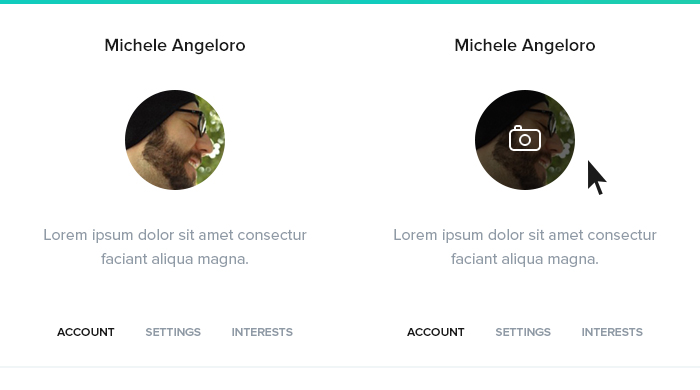 Michele Angeloro
Lorem ipsum dolor sit amet consectur
faciant aliqua magna.
ACCOUNT SETTINGS INTERESTS
Michele Angeloro
Lorem ipsum dolor sit amet consectur
faciant aliqua magna.
ACCOUNT SETTINGS INTERESTS